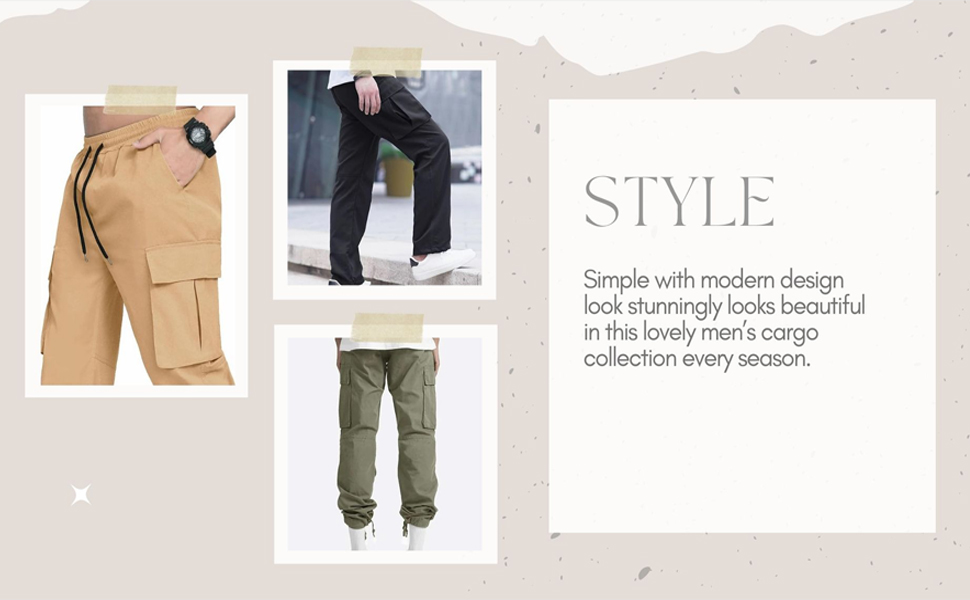 STYLE
Simple with modern design
look stunningly looks beautiful
in this lovely men's cargo
collection every season.